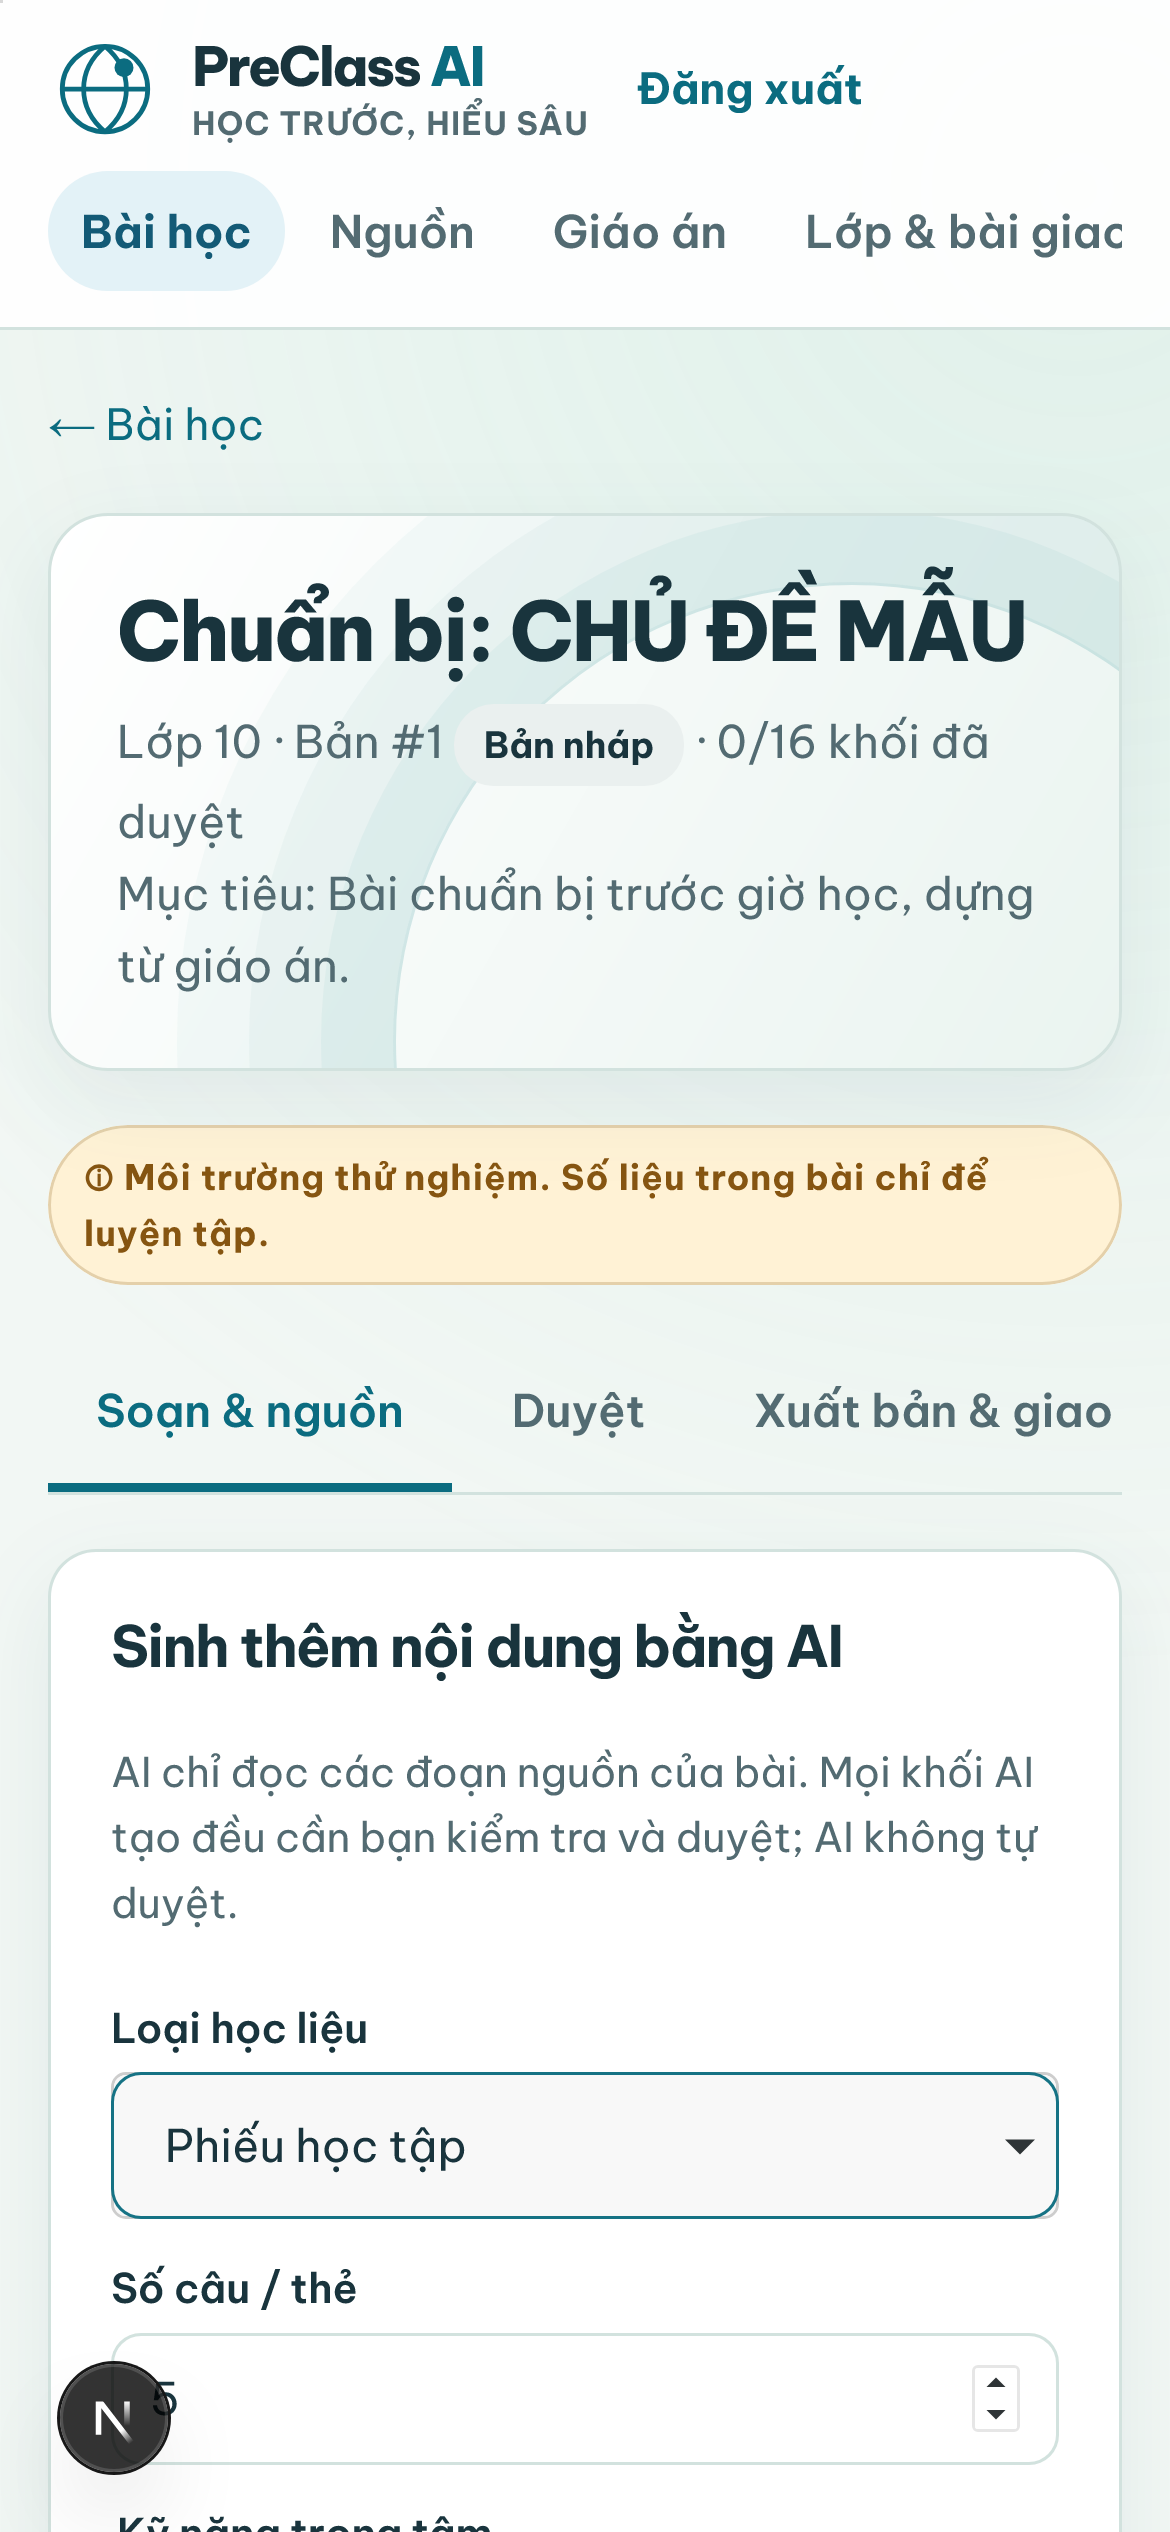 PreClass AI
HỌC TRƯỚC, HIỂU SÂU
Đăng xuất
Bài học
Nguồn
Giáo án
Lớp & bài giao
← Bài học
Chuẩn bị: CHỦ ĐỀ MẪU
Lớp 10 · Bản #1 Bản nháp · 0/16 khối đã
duyệt
Mục tiêu: Bài chuẩn bị trước giờ học, dựng
từ giáo án.
ⓘ Môi trường thử nghiệm. Số liệu trong bài chỉ để
luyện tập.
Soạn & nguồn
Duyệt
Xuất bản & giao
Sinh thêm nội dung bằng AI
AI chỉ đọc các đoạn nguồn của bài. Mọi khối AI
tạo đều cần bạn kiểm tra và duyệt; AI không tự
duyệt.
Loại học liệu
Phiếu học tập
Số câu / thẻ
5
N
Kỹ năng trọng tâm